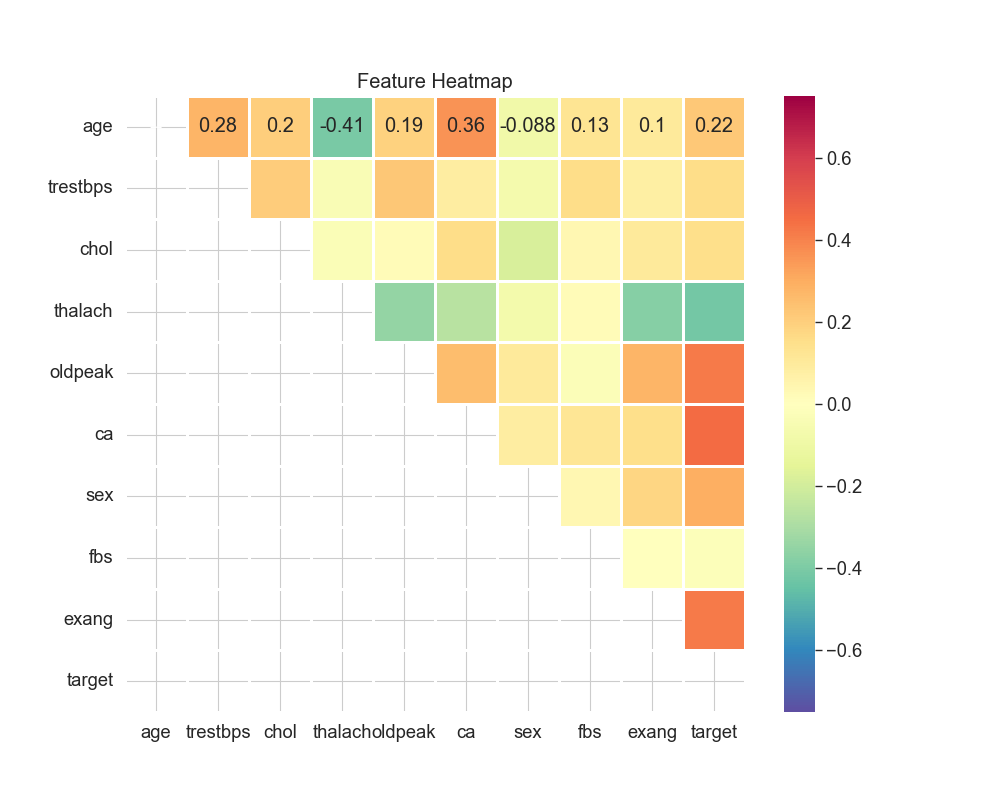 Feature Heatmap
age 0.28 0.2 -0.41 0.19 0.36 -0.088 0.13 0.1 0.22
trestbps
chol
thalach
oldpeak
ca
sex
fbs
exang
target
age trestbps chol thalach oldpeak ca sex fbs exang target
0.6
0.4
0.2
0.0
−0.2
−0.4
−0.6